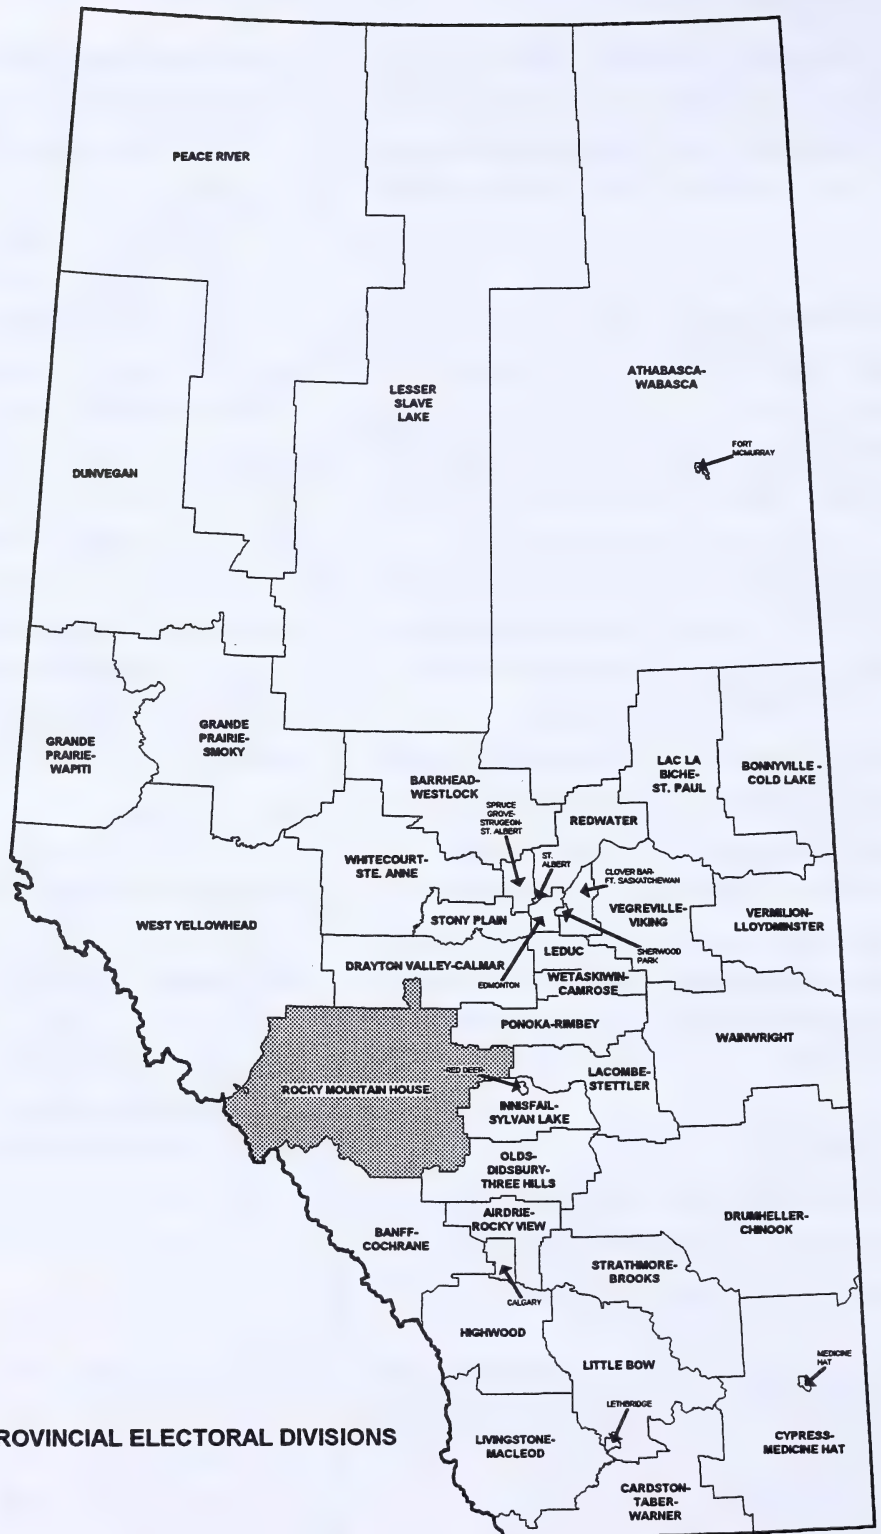 PEACE RIVER
LESSER
SLAVE
LAKE
ATHABASCA-
WABASCA
FORT
MCMURRAY
DUNVEGAN
GRANDE
PRAIRIE-
WAPITI
GRANDE
PRAIRIE-
SMOKY
BARRHEAD-
WESTLOCK
LAC LA
BICHE-
ST. PAUL
BONNYVILLE -
COLD LAKE
SPRUCE
GROVE-
STRUGEON-
ST. ALBERT
REDWATER
WHITECOURT-
STE. ANNE
ST.
ALBERT
CLOVER BAR-
FT. SASKATCHEWAN
WEST YELLOWHEAD
STONY PLAIN
VEGREVILLE-
VIKING
VERMILION-
LLOYDMINSTER
LEDUC
SHERWOOD
PARK
DRAYTON VALLEY-CALMAR
EDMONTON
WETASKIWIN-
CAMROSE
PONOKA-RIMBEY
WAINWRIGHT
ROCKY MOUNTAIN HOUSE
RED DEER
LACOMBE-
STETTLER
INNISFAIL-
SYLVAN LAKE
OLDS-
DIDSBURY-
THREE HILLS
AIRDRIE-
ROCKY VIEW
DRUMHELLER-
CHINOOK
BANFF-
COCHRANE
STRATHMORE-
BROOKS
CALGARY
HIGHWOOD
LITTLE BOW
MEDICINE
HAT
LETHBRIDGE
ROVINCIAL ELECTORAL DIVISIONS
LIVINGSTONE-
MACLEOD
CYPRESS-
MEDICINE HAT
CARDSTON-
TABER-
WARNER